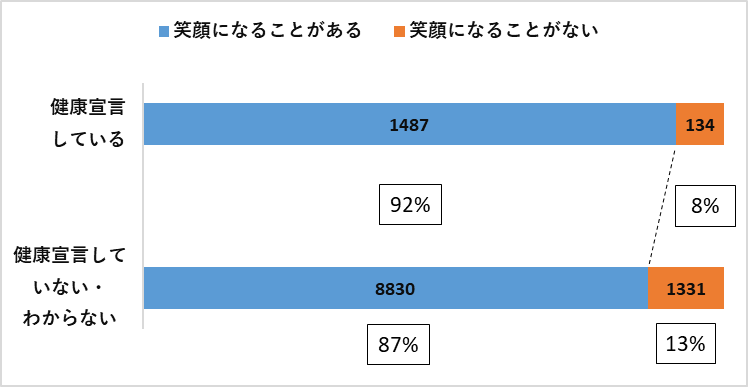 笑顔になることがある 笑顔になることがない
健康宣言
している
1487 134
92% 8%
健康宣言して
いない・
わからない
8830 1331
87% 13%